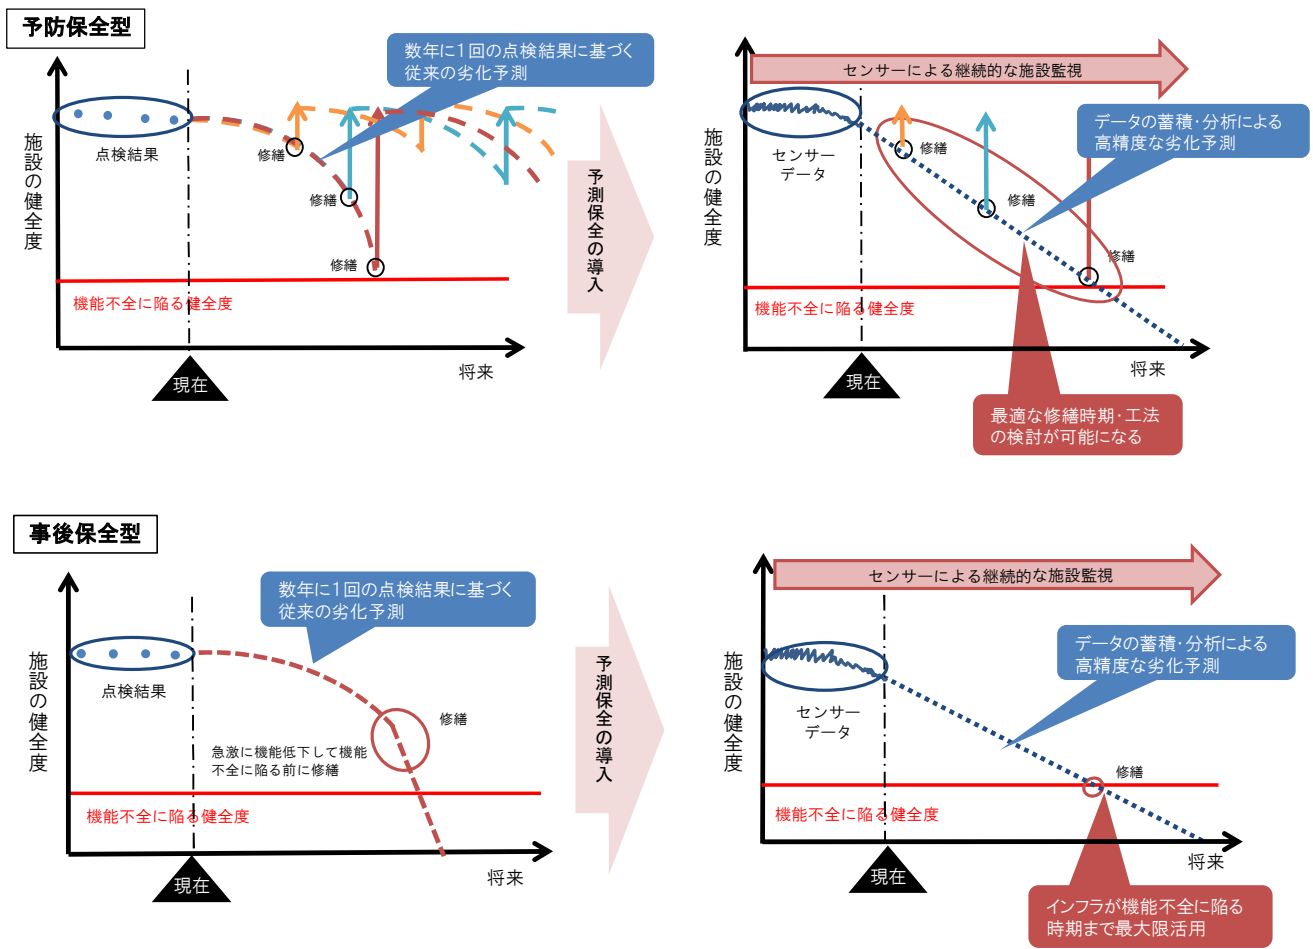 予防保全型
数年に1回の点検結果に基づく
従来の劣化予測
施設の健全度
点検結果
修繕
修繕
修繕
機能不全に陥る健全度
将来
現在
予測保全の導入
センサーによる継続的な施設監視
施設の健全度
センサー
データ
修繕
修繕
修繕
データの蓄積・分析による
高精度な劣化予測
機能不全に陥る健全度
将来
現在
最適な修繕時期・工法
の検討が可能になる
事後保全型
数年に1回の点検結果に基づく
従来の劣化予測
施設の健全度
点検結果
修繕
急激に機能低下して機能
不全に陥る前に修繕
機能不全に陥る健全度
将来
現在
予測保全の導入
センサーによる継続的な施設監視
施設の健全度
センサー
データ
データの蓄積・分析による
高精度な劣化予測
修繕
機能不全に陥る健全度
将来
現在
インフラが機能不全に陥る
時期まで最大限活用